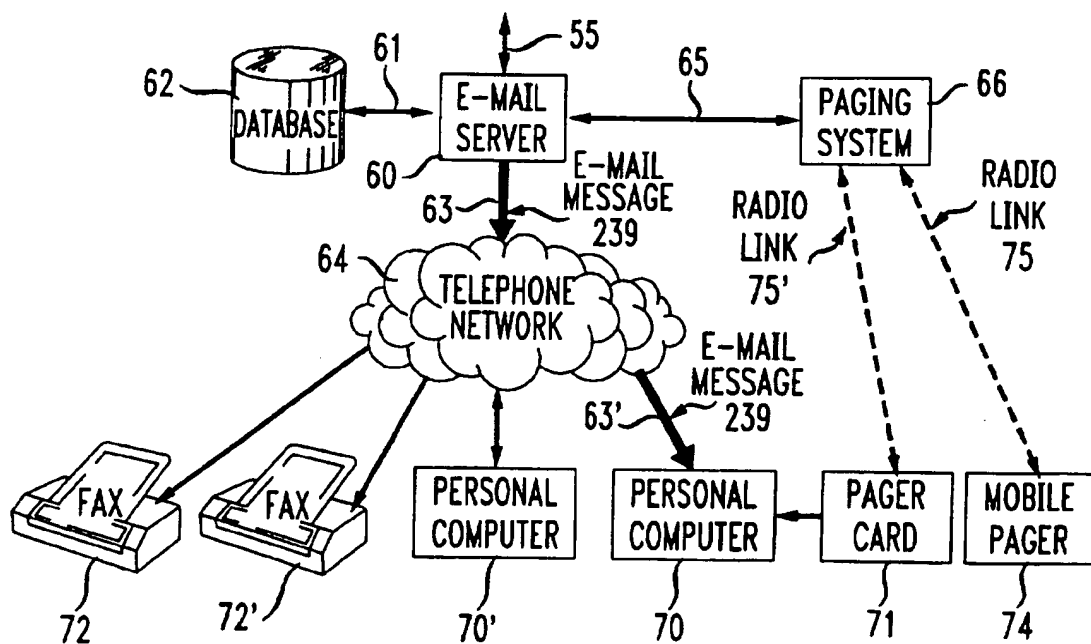 55
61
65
62
66
DATABASE
E-MAIL
SERVER
PAGING
SYSTEM
60
63
E-MAIL
MESSAGE
239
RADIO
LINK
75'
RADIO
LINK
75
64
TELEPHONE
NETWORK
E-MAIL
MESSAGE
239
63'
FAX
FAX
PERSONAL
COMPUTER
PERSONAL
COMPUTER
PAGER
CARD
MOBILE
PAGER
72
72'
70'
70
71
74